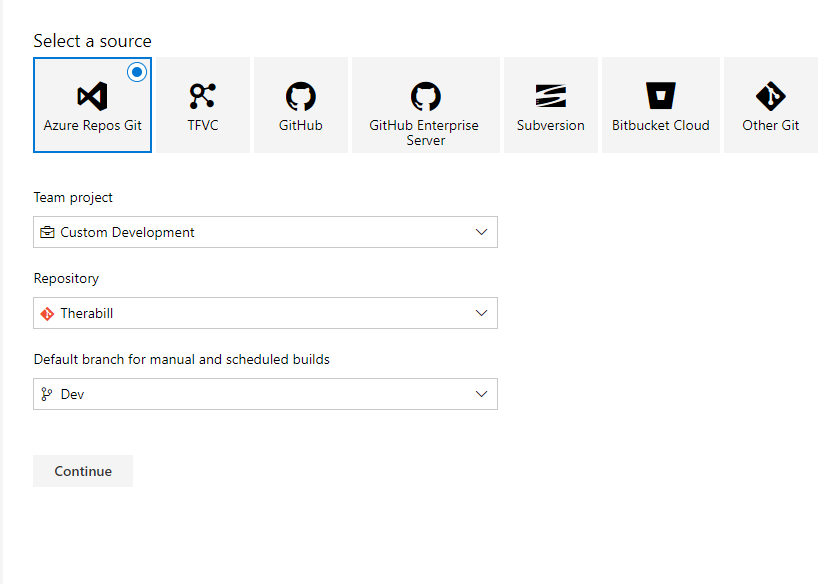 Select a source
Azure Repos Git
TFVC
GitHub
GitHub Enterprise
Server
Subversion
Bitbucket Cloud
Other Git
Team project
Custom Development
Repository
Therabill
Default branch for manual and scheduled builds
Dev
Continue